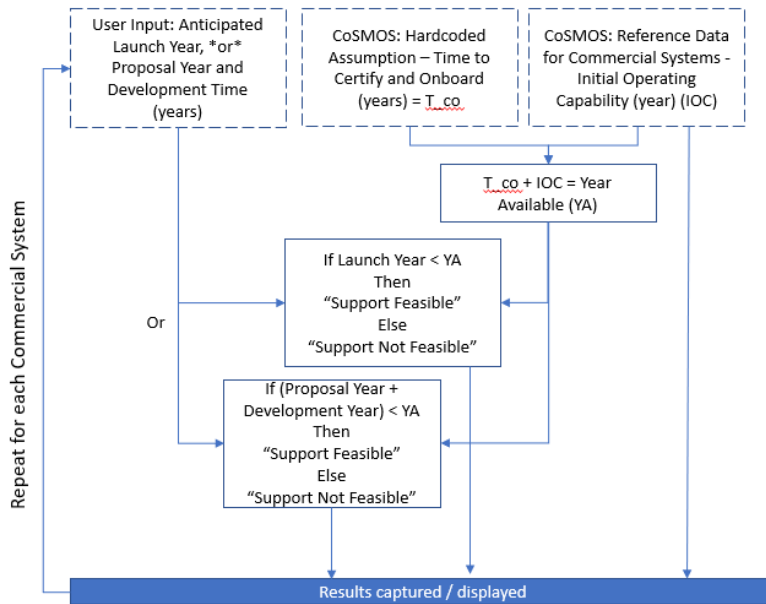 User Input: Anticipated
Launch Year, *or*
Proposal Year and
Development Time
(years)
CoSMOS: Hardcoded
Assumption – Time to
Certify and Onboard
(years) = T_co
CoSMOS: Reference Data
for Commercial Systems -
Initial Operating
Capability (year) (IOC)
T_co + IOC = Year
Available (YA)
If Launch Year < YA
Then
“Support Feasible”
Else
“Support Not Feasible”
Or
If (Proposal Year +
Development Year) < YA
Then
“Support Feasible”
Else
“Support Not Feasible”
Repeat for each Commercial System
Results captured / displayed